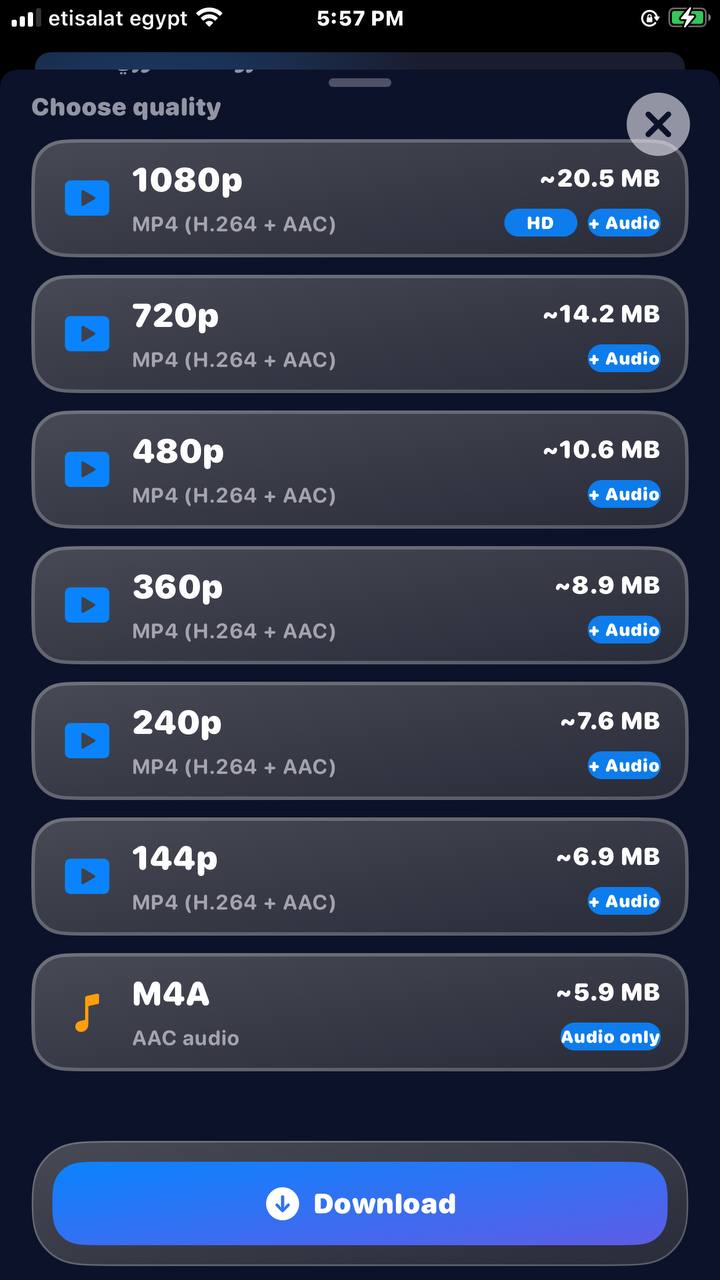 etisalat egypt
5:57 PM
Choose quality
1080p
~20.5 MB
MP4 (H.264 + AAC)
HD
+ Audio
720p
~14.2 MB
MP4 (H.264 + AAC)
+ Audio
480p
~10.6 MB
MP4 (H.264 + AAC)
+ Audio
360p
~8.9 MB
MP4 (H.264 + AAC)
+ Audio
240p
~7.6 MB
MP4 (H.264 + AAC)
+ Audio
144p
~6.9 MB
MP4 (H.264 + AAC)
+ Audio
M4A
~5.9 MB
AAC audio
Audio only
Download